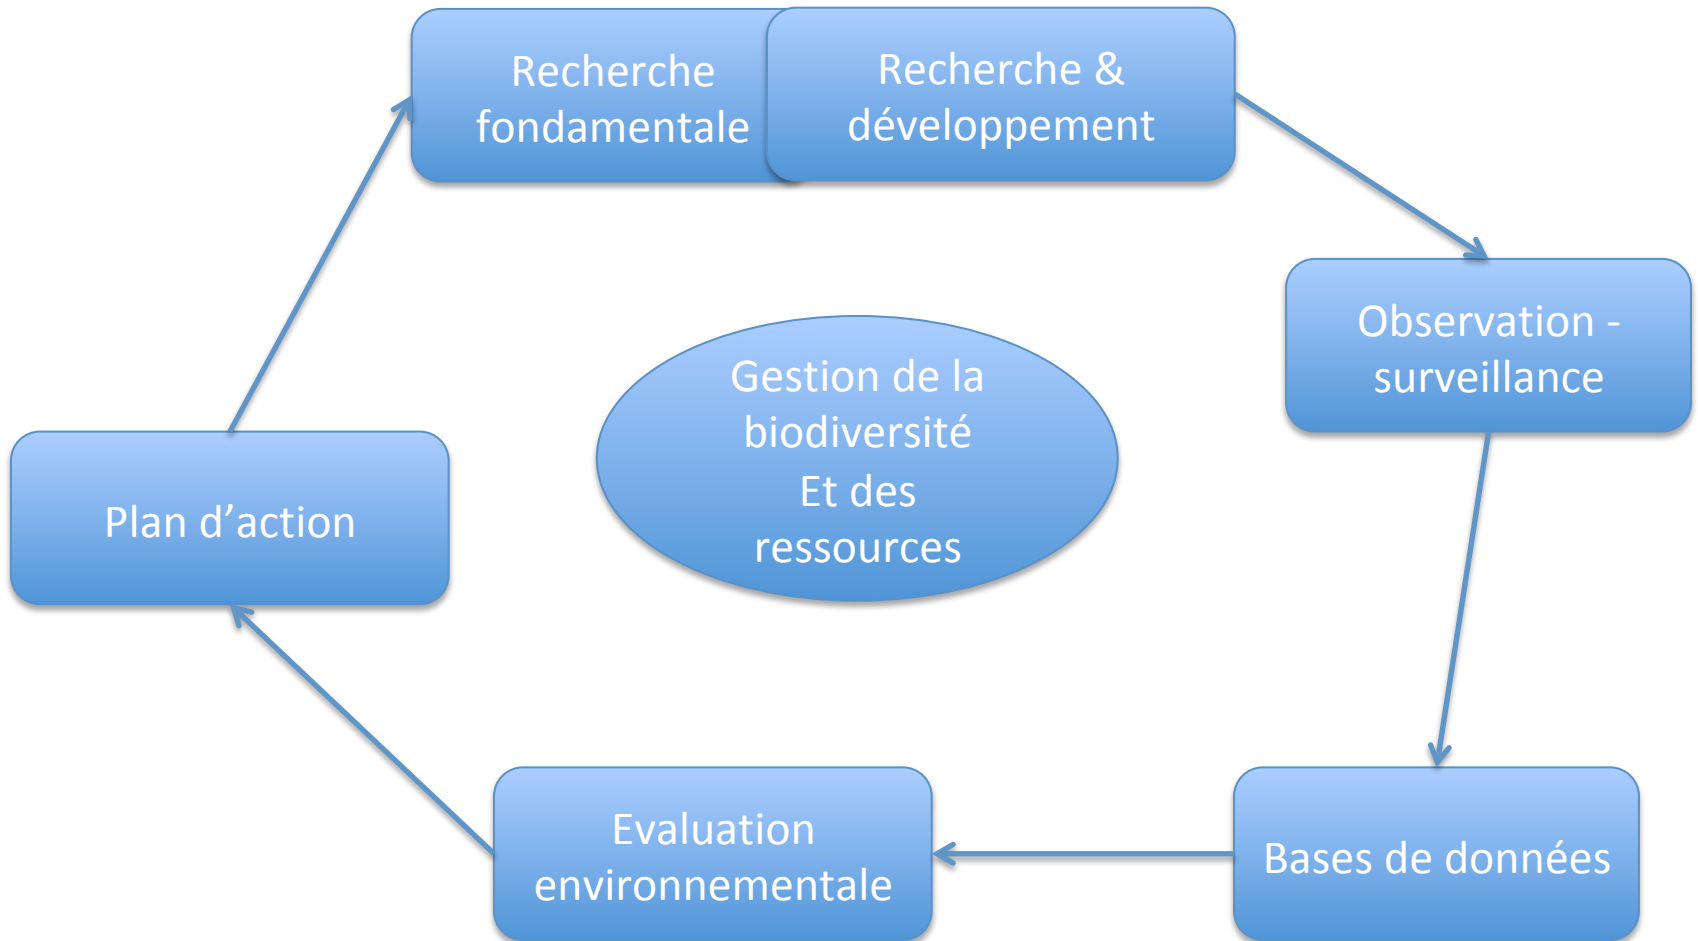 Recherche
fondamentale
Recherche &
développement
Observation -
surveillance
Gestion de la
biodiversité
Et des
ressources
Plan d’action
Evaluation
environnementale
Bases de données